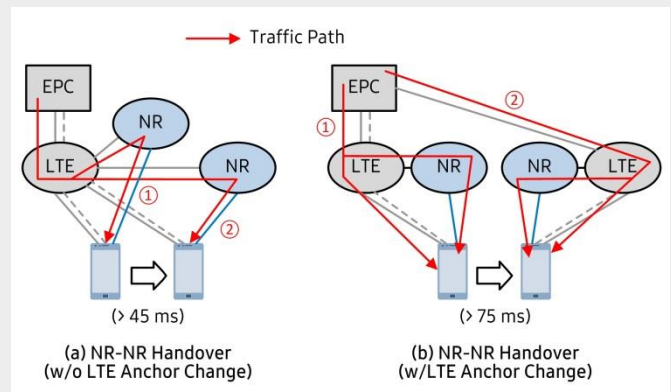 Traffic Path
EPC
NR
LTE
NR
①
②
(> 45 ms)
(a) NR-NR Handover
(w/o LTE Anchor Change)
EPC
②
①
LTE
NR
NR
LTE
(> 75 ms)
(b) NR-NR Handover
(w/LTE Anchor Change)